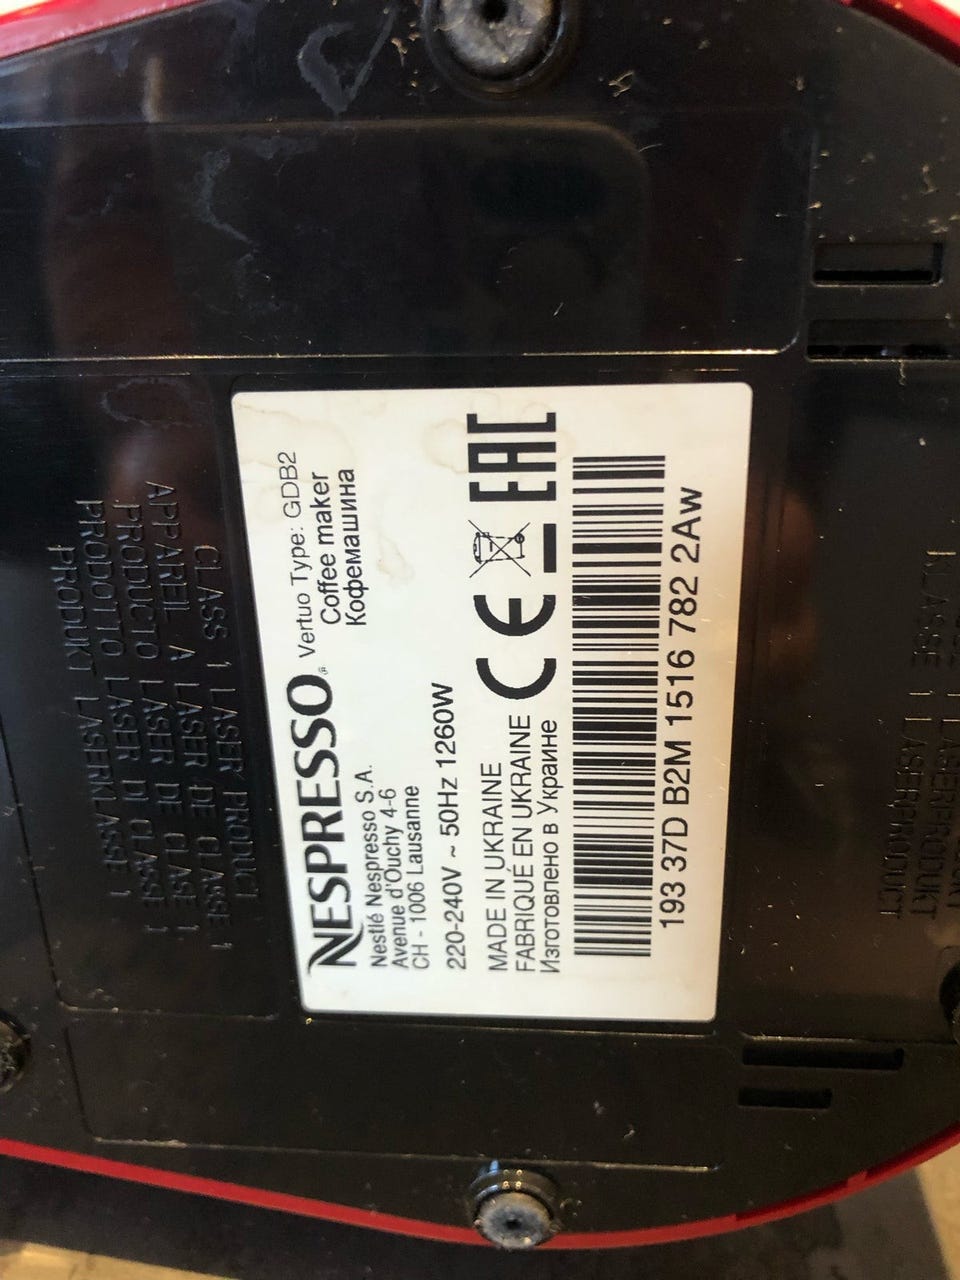 NESPRESSO® Vertuo Type: GDB2
Nestlé Nespresso S.A. Coffee maker
Avenue d'Ouchy 4-6 Кофемашина
CH - 1006 Lausanne
220-240V ~ 50Hz 1260W
MADE IN UKRAINE
FABRIQUÉ EN UKRAINE
Изготовлено в Украине
CE EAC
193 37D B2M 1516 782 2Aw
PRODUKT LASERKLASSE 1
PRODOTTO LASER DI CLASSE 1
PRODUCTO LASER DE CLASE 1
APPAREIL A LASER DE CLASSE 1
CLASS 1 LASER PRODUCT
KLASSE 1 LASERPRODUCT
LASERPRODUKT